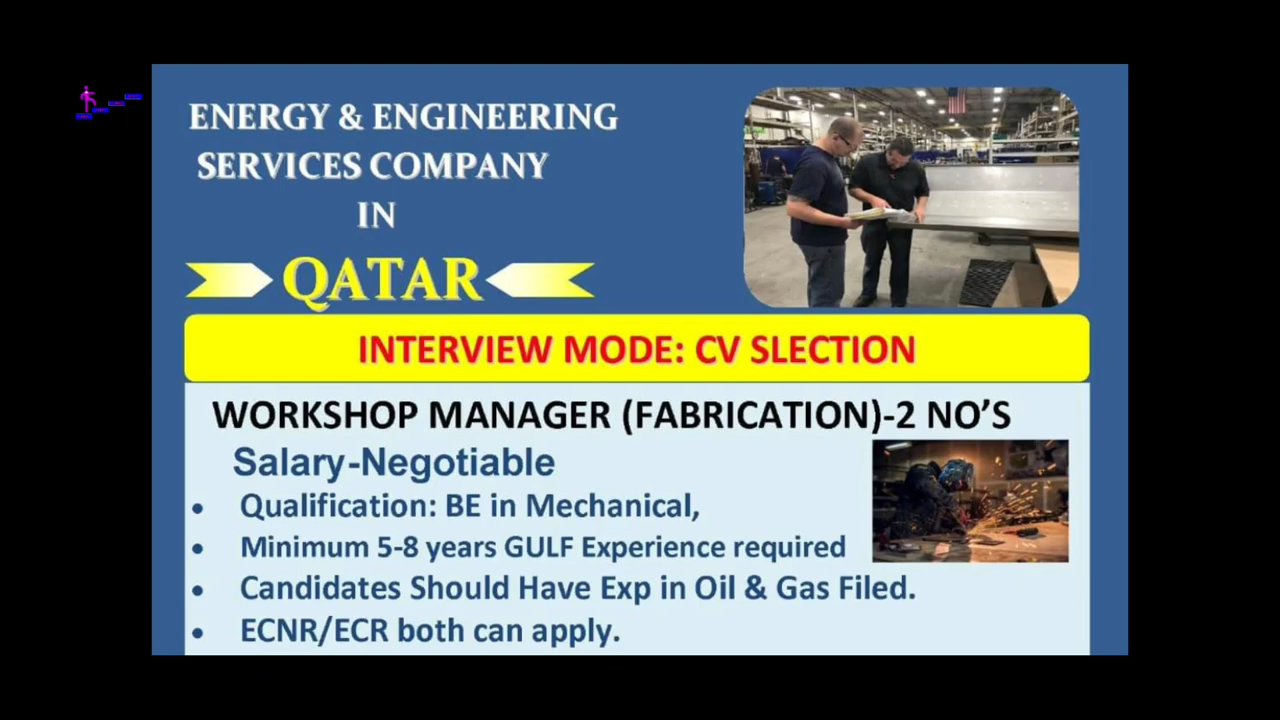 ENERGY & ENGINEERING
SERVICES COMPANY
IN
QATAR
INTERVIEW MODE: CV SLECTION
WORKSHOP MANAGER (FABRICATION)-2 NO’S
Salary-Negotiable
• Qualification: BE in Mechanical,
• Minimum 5-8 years GULF Experience required
• Candidates Should Have Exp in Oil & Gas Filed.
• ECNR/ECR both can apply.